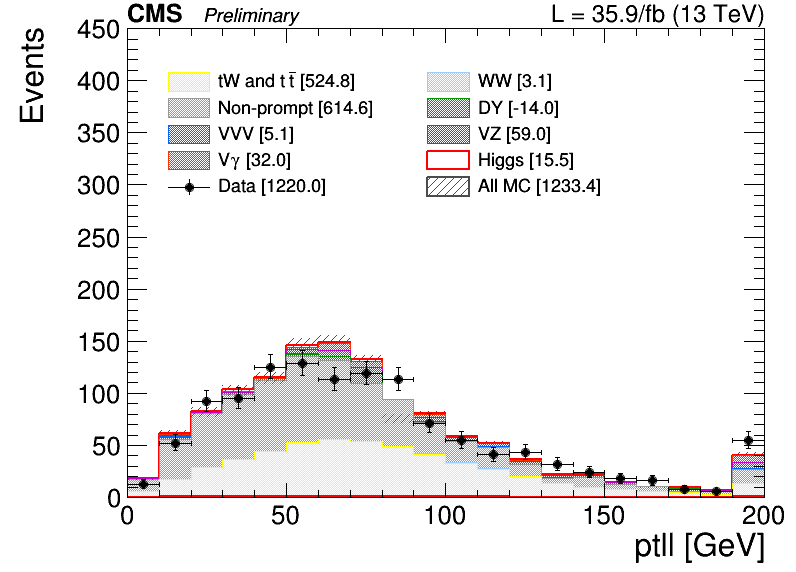 CMS Preliminary L = 35.9/fb (13 TeV)
Events
450
400
350
300
250
200
150
100
50
0
tW and t t̄ [524.8] WW [3.1]
Non-prompt [614.6] DY [-14.0]
VVV [5.1] VZ [59.0]
Vγ [32.0] Higgs [15.5]
Data [1220.0] All MC [1233.4]
0 50 100 150 200
ptll [GeV]